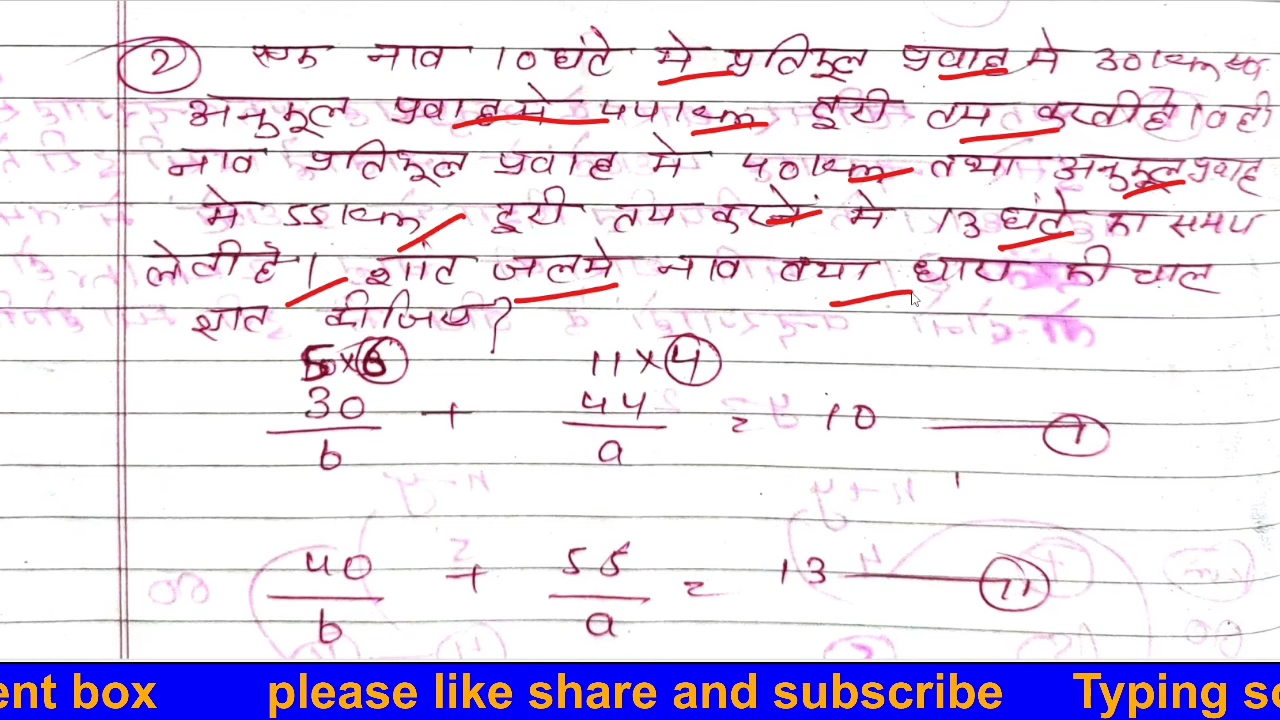 2 एक नाव 10 घंटे मे प्रतिकूल प्रवाह मे 30 km एवं
अनुकूल प्रवाह मे 44 km दूरी तय करती है। वही
नाव प्रतिकूल प्रवाह मे 40 km तथा अनुकूल प्रवाह
मे 55 km दूरी तय करने मे 13 घंटे का समय
लेती है। शांत जल मे नाव तथा धारा की चाल
ज्ञात कीजिए?
5×6 11×4
30/b + 44/a = 10 — 1
40/b + 55/a = 13 — 11
ent box please like share and subscribe Typing so